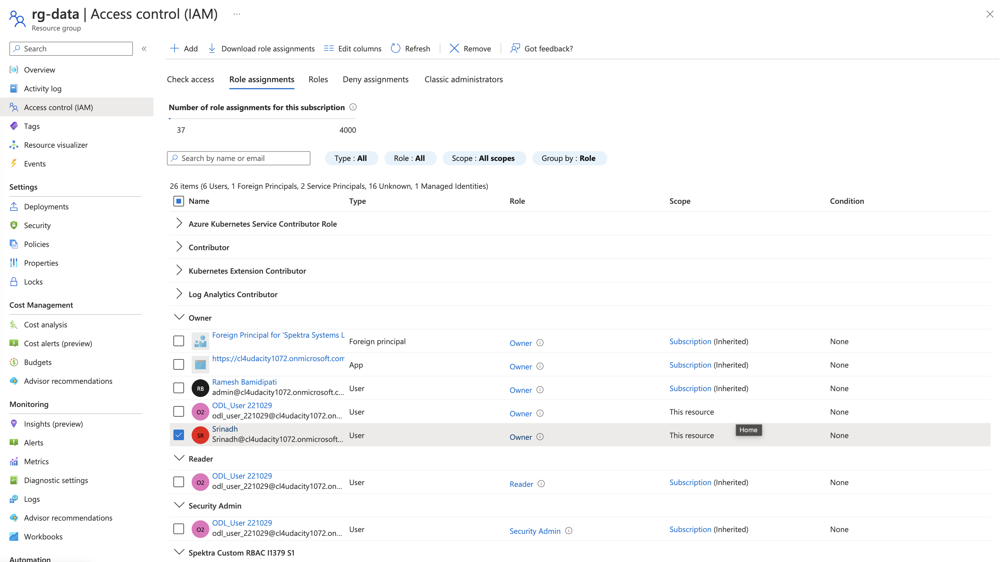 rg-data | Access control (IAM) ...
Resource group
Search
«
Overview
Activity log
Access control (IAM)
Tags
Resource visualizer
Events
Settings
Deployments
Security
Policies
Properties
Locks
Cost Management
Cost analysis
Cost alerts (preview)
Budgets
Advisor recommendations
Monitoring
Insights (preview)
Alerts
Metrics
Diagnostic settings
Logs
Advisor recommendations
Workbooks
Automation
Add Download role assignments Edit columns Refresh Remove Got feedback?
Check access Role assignments Roles Deny assignments Classic administrators
Number of role assignments for this subscription
37 4000
Search by name or email Type : All Role : All Scope : All scopes Group by : Role
26 items (6 Users, 1 Foreign Principals, 2 Service Principals, 16 Unknown, 1 Managed Identities)
Name Type Role Scope Condition
Azure Kubernetes Service Contributor Role
Contributor
Kubernetes Extension Contributor
Log Analytics Contributor
Owner
Foreign Principal for 'Spektra Systems L
Foreign principal Owner Subscription (Inherited) None
https://cl4udacity1072.onmicrosoft.com
App Owner Subscription (Inherited) None
Ramesh Bamidipati
RB admin@cl4udacity1072.onmicrosoft.c... User Owner Subscription (Inherited) None
ODL_User 221029
O2 odl_user_221029@cl4udacity1072.on... User Owner This resource None
Srinadh
SR Srinadh@cl4udacity1072.onmicrosoft... User Owner This resource None
Home
Reader
ODL_User 221029
O2 odl_user_221029@cl4udacity1072.on... User Reader Subscription (Inherited) None
Security Admin
ODL_User 221029
O2 odl_user_221029@cl4udacity1072.on... User Security Admin Subscription (Inherited) None
Spektra Custom RBAC I1379 S1